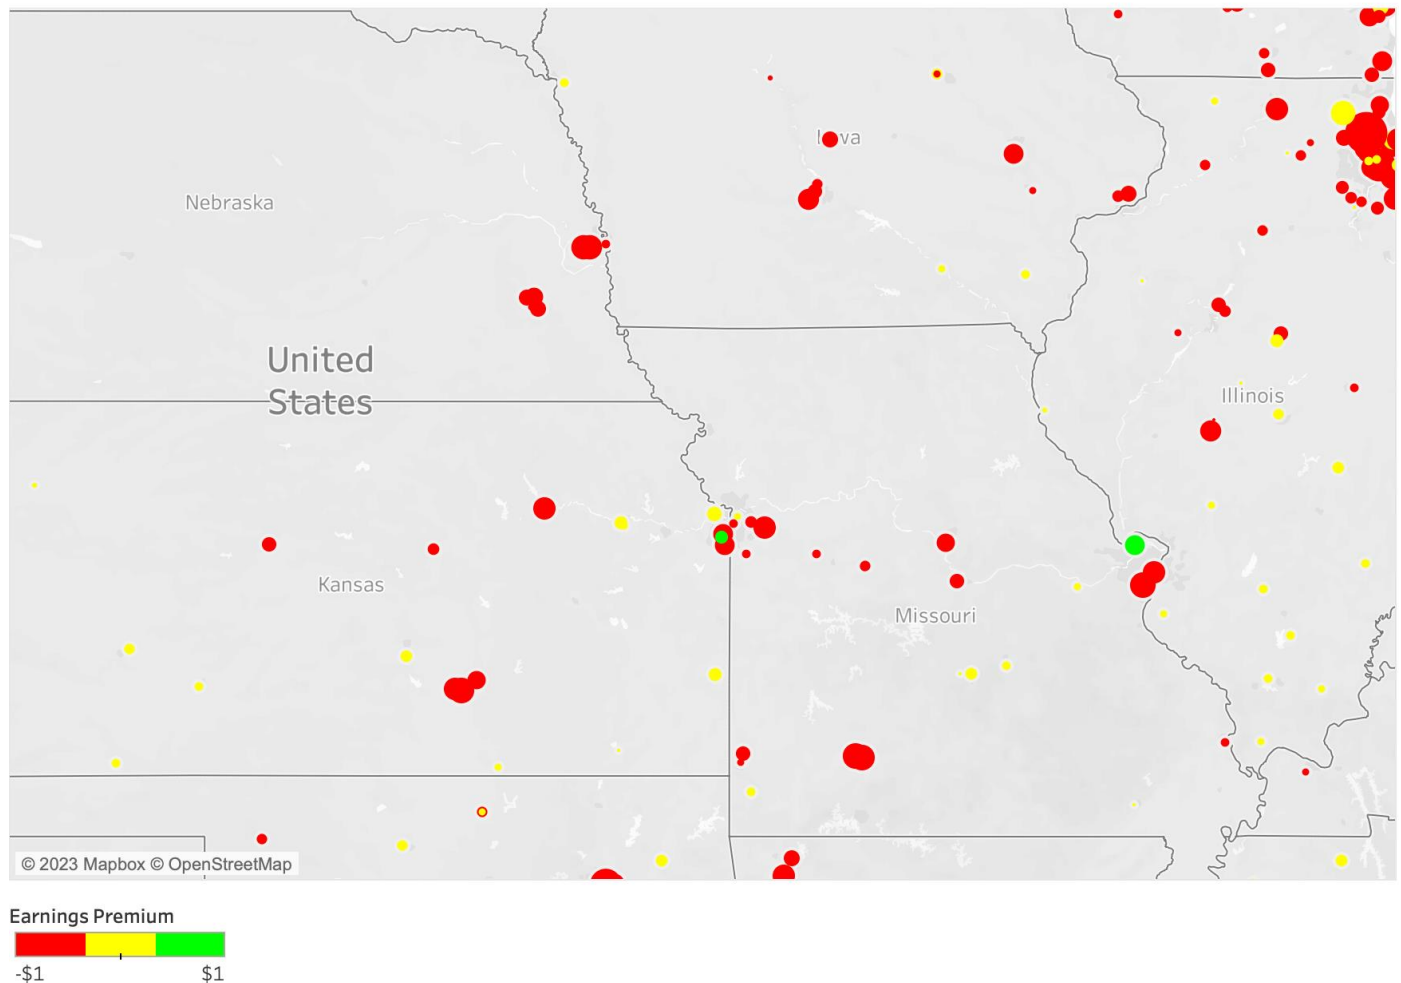 Iowa
Nebraska
United
States
Illinois
Kansas
Missouri
© 2023 Mapbox © OpenStreetMap
Earnings Premium
-$1
$1